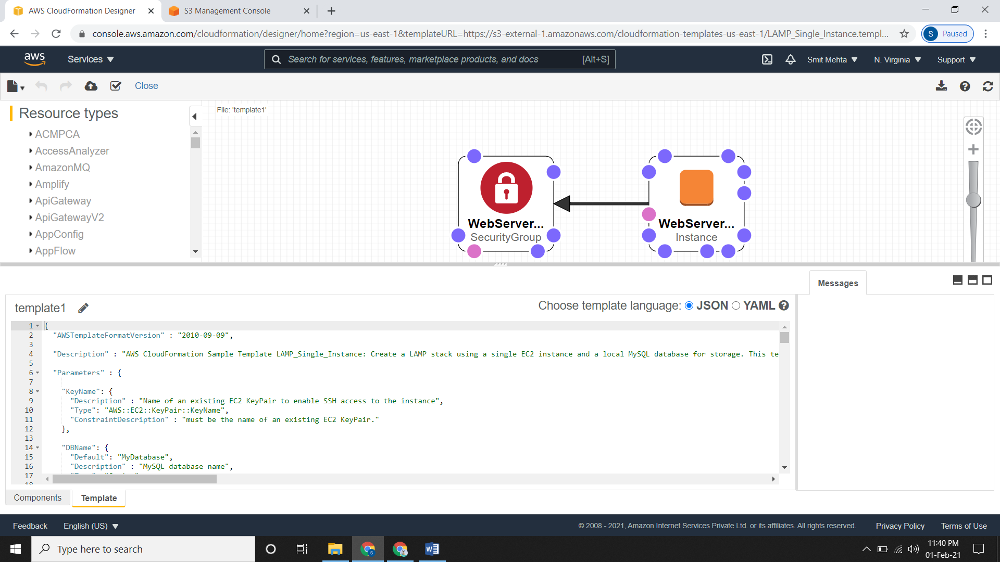 AWS CloudFormation Designer
S3 Management Console
console.aws.amazon.com/cloudformation/designer/home?region=us-east-1&templateURL=https://s3-external-1.amazonaws.com/cloudformation-templates-us-east-1/LAMP_Single_Instance.templ...
S Paused
aws
Services
Search for services, features, marketplace products, and docs [Alt+S]
Smit Mehta
N. Virginia
Support
Close
Resource types
ACMPCA
AccessAnalyzer
AmazonMQ
Amplify
ApiGateway
ApiGatewayV2
AppConfig
AppFlow
File: 'template1'
WebServer...
SecurityGroup
WebServer...
Instance
Messages
template1
Choose template language: JSON YAML
1 {
2 "AWSTemplateFormatVersion" : "2010-09-09",
3
4 "Description" : "AWS CloudFormation Sample Template LAMP_Single_Instance: Create a LAMP stack using a single EC2 instance and a local MySQL database for storage. This te
5
6 "Parameters" : {
7
8 "KeyName": {
9 "Description" : "Name of an existing EC2 KeyPair to enable SSH access to the instance",
10 "Type": "AWS::EC2::KeyPair::KeyName",
11 "ConstraintDescription" : "must be the name of an existing EC2 KeyPair."
12 },
13
14 "DBName": {
15 "Default": "MyDatabase",
16 "Description" : "MySQL database name",
17
18
Components
Template
Feedback
English (US)
© 2008 - 2021, Amazon Internet Services Private Ltd. or its affiliates. All rights reserved.
Privacy Policy
Terms of Use
Type here to search
11:40 PM
01-Feb-21